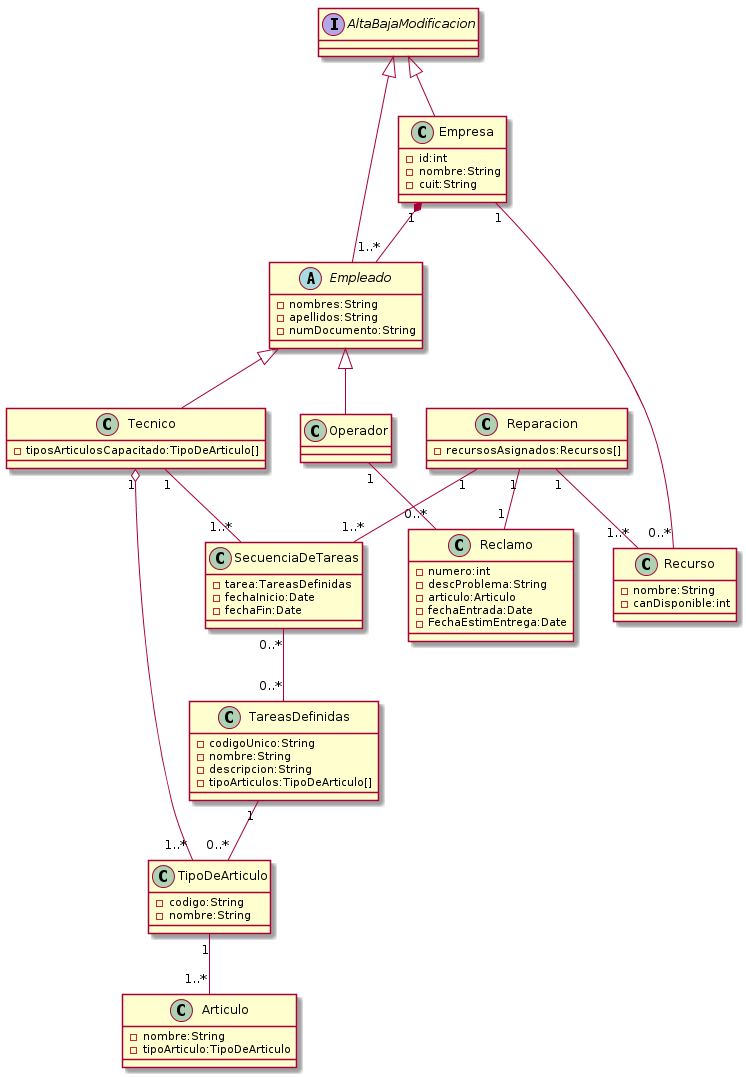 I AltaBajaModificacion
C Empresa
id:int
nombre:String
cuit:String
1
1
1..*
A Empleado
nombres:String
apellidos:String
numDocumento:String
C Tecnico
tiposArticulosCapacitado:TipoDeArticulo[]
C Operador
C Reparacion
recursosAsignados:Recursos[]
1
1
1
1
1
1
1..*
1..*
0..*
1
1..*
0..*
C SecuenciaDeTareas
tarea:TareasDefinidas
fechaInicio:Date
fechaFin:Date
C Reclamo
numero:int
descProblema:String
articulo:Articulo
fechaEntrada:Date
FechaEstimEntrega:Date
C Recurso
nombre:String
canDisponible:int
0..*
0..*
C TareasDefinidas
codigoUnico:String
nombre:String
descripcion:String
tipoArticulos:TipoDeArticulo[]
1
1..*
0..*
C TipoDeArticulo
codigo:String
nombre:String
1
1..*
C Articulo
nombre:String
tipoArticulo:TipoDeArticulo